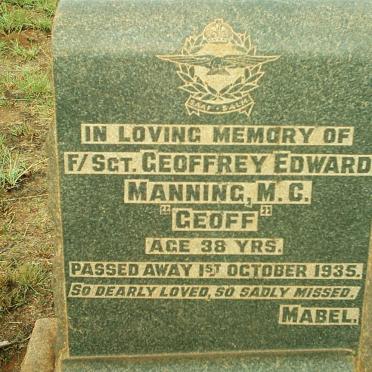 SAAF • SALM
IN LOVING MEMORY OF
F/SGT. GEOFFREY EDWARD
MANNING, M.C.
"GEOFF"
AGE 38 YRS.
PASSED AWAY 1ST OCTOBER 1935.
SO DEARLY LOVED, SO SADLY MISSED,
MABEL.